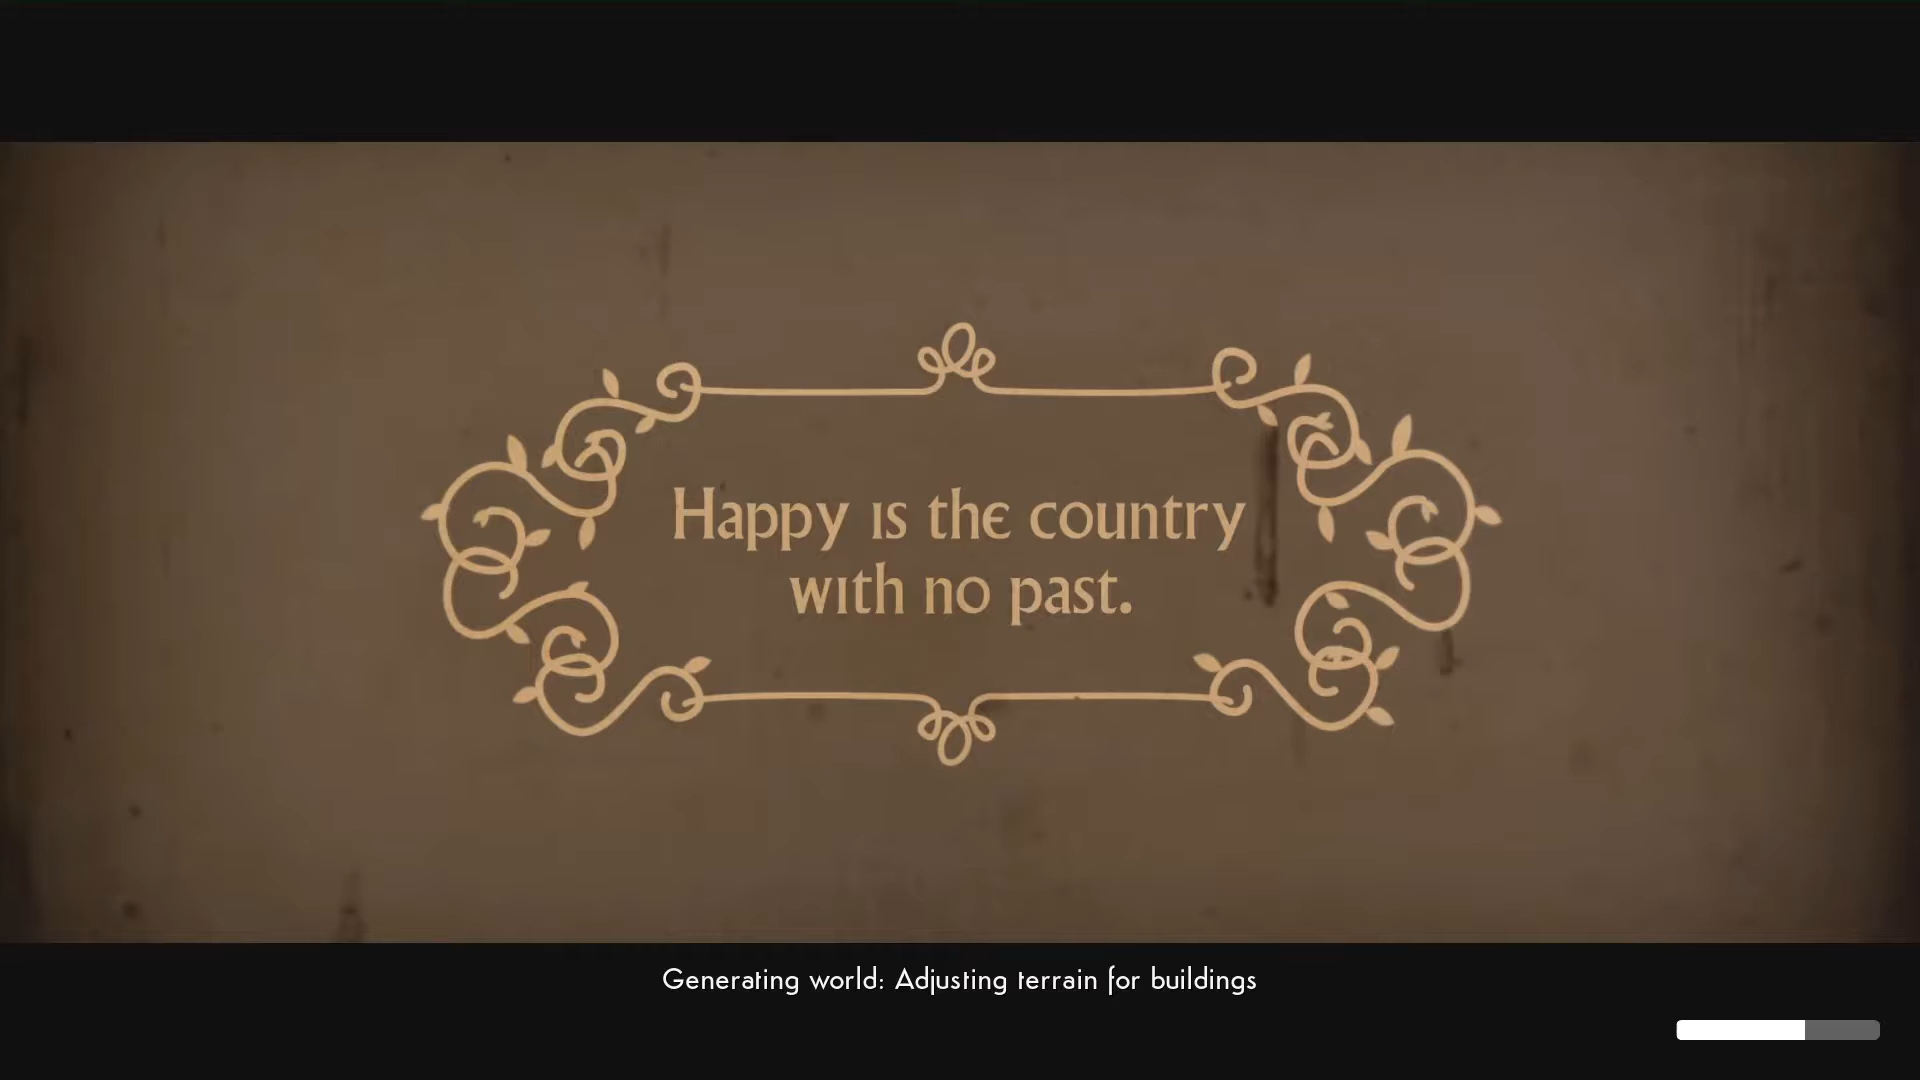 Happy is the country
with no past.
Generating world: Adjusting terrain for buildings